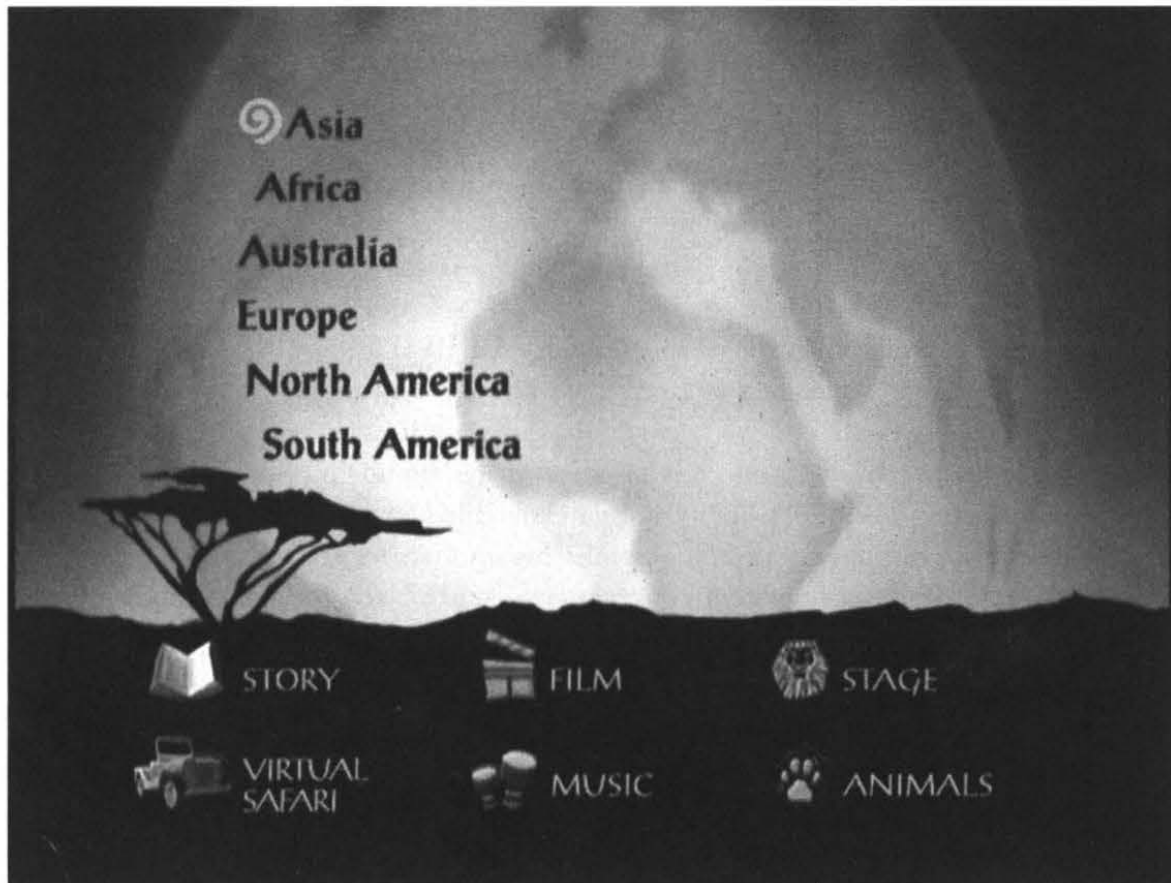 Asia
Africa
Australia
Europe
North America
South America
STORY
FILM
STAGE
VIRTUAL
SAFARI
MUSIC
ANIMALS